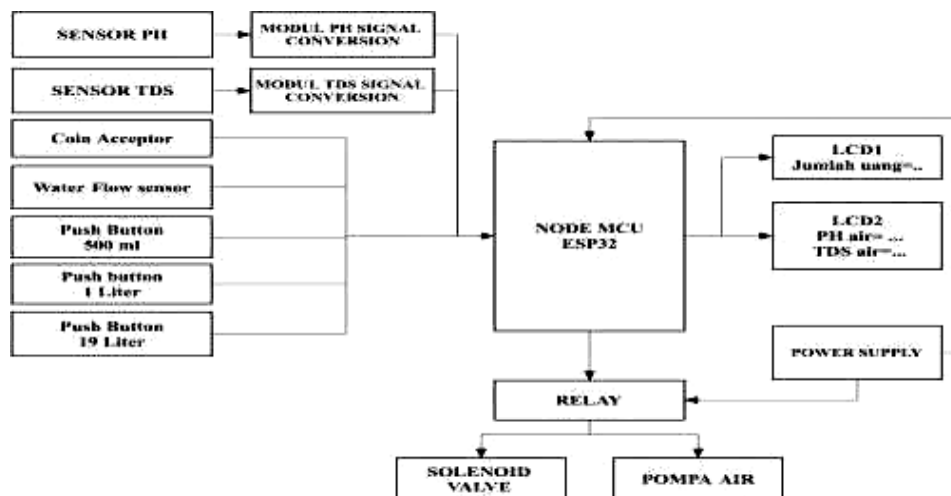 SENSOR PH
MODUL PH SIGNAL
CONVERSION
SENSOR TDS
MODUL TDS SIGNAL
CONVERSION
Coin Acceptor
Water Flow sensor
Push Button
500 ml
Push button
1 Liter
Push Button
19 Liter
NODE MCU
ESP32
LCD1
Jumlah uang=..
LCD2
PH air= ...
TDS air=...
POWER SUPPLY
RELAY
SOLENOID
VALVE
POMPA AIR